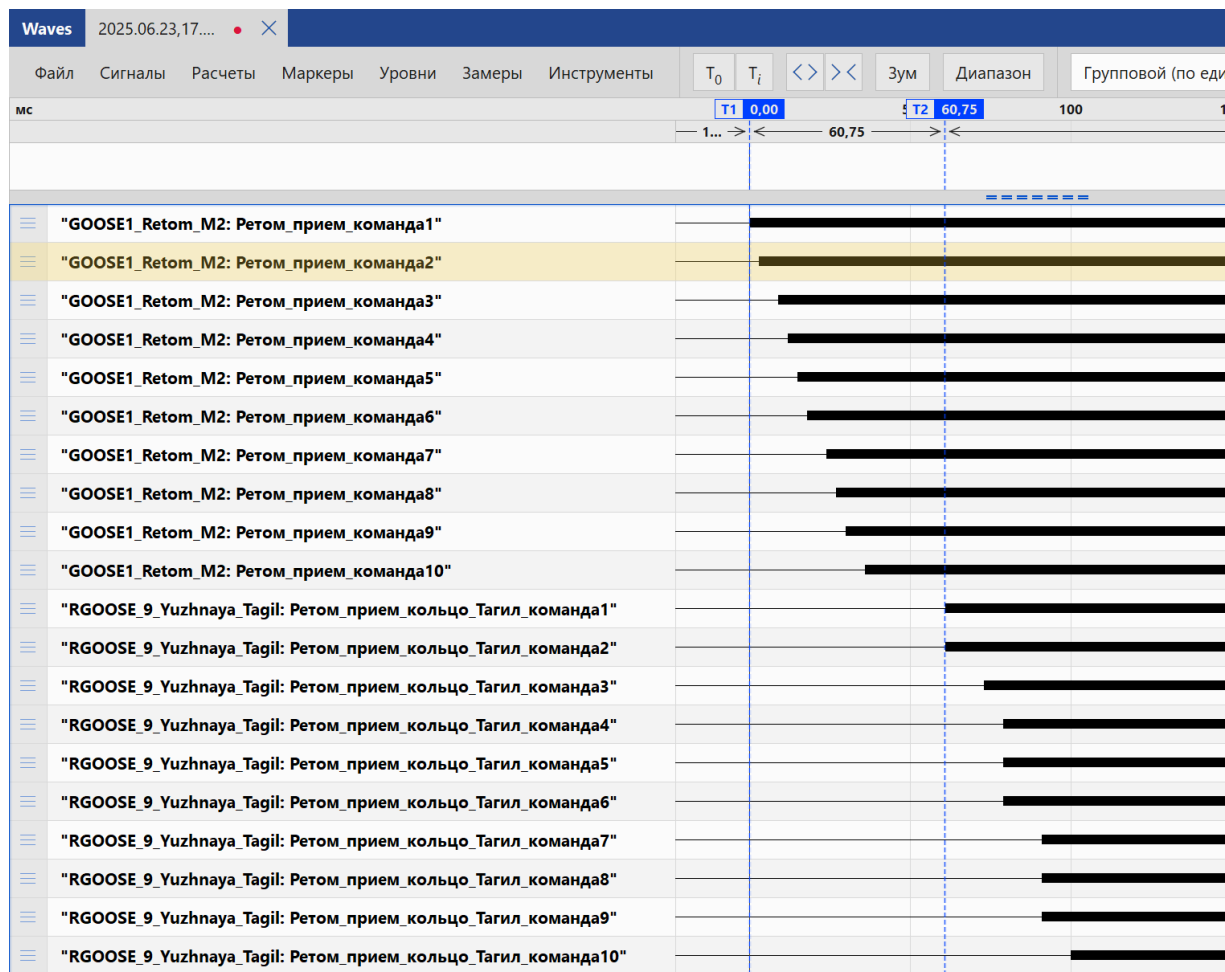 Waves 2025.06.23,17....
Файл Сигналы Расчеты Маркеры Уровни Замеры Инструменты T0 Ti Зум Диапазон Групповой (по еди
мс T1 0,00 5 T2 60,75 100 1
1... 60,75
"GOOSE1_Retom_M2: Ретом_прием_команда1"
"GOOSE1_Retom_M2: Ретом_прием_команда2"
"GOOSE1_Retom_M2: Ретом_прием_команда3"
"GOOSE1_Retom_M2: Ретом_прием_команда4"
"GOOSE1_Retom_M2: Ретом_прием_команда5"
"GOOSE1_Retom_M2: Ретом_прием_команда6"
"GOOSE1_Retom_M2: Ретом_прием_команда7"
"GOOSE1_Retom_M2: Ретом_прием_команда8"
"GOOSE1_Retom_M2: Ретом_прием_команда9"
"GOOSE1_Retom_M2: Ретом_прием_команда10"
"RGOOSE_9_Yuzhnaya_Tagil: Ретом_прием_кольцо_Тагил_команда1"
"RGOOSE_9_Yuzhnaya_Tagil: Ретом_прием_кольцо_Тагил_команда2"
"RGOOSE_9_Yuzhnaya_Tagil: Ретом_прием_кольцо_Тагил_команда3"
"RGOOSE_9_Yuzhnaya_Tagil: Ретом_прием_кольцо_Тагил_команда4"
"RGOOSE_9_Yuzhnaya_Tagil: Ретом_прием_кольцо_Тагил_команда5"
"RGOOSE_9_Yuzhnaya_Tagil: Ретом_прием_кольцо_Тагил_команда6"
"RGOOSE_9_Yuzhnaya_Tagil: Ретом_прием_кольцо_Тагил_команда7"
"RGOOSE_9_Yuzhnaya_Tagil: Ретом_прием_кольцо_Тагил_команда8"
"RGOOSE_9_Yuzhnaya_Tagil: Ретом_прием_кольцо_Тагил_команда9"
"RGOOSE_9_Yuzhnaya_Tagil: Ретом_прием_кольцо_Тагил_команда10"